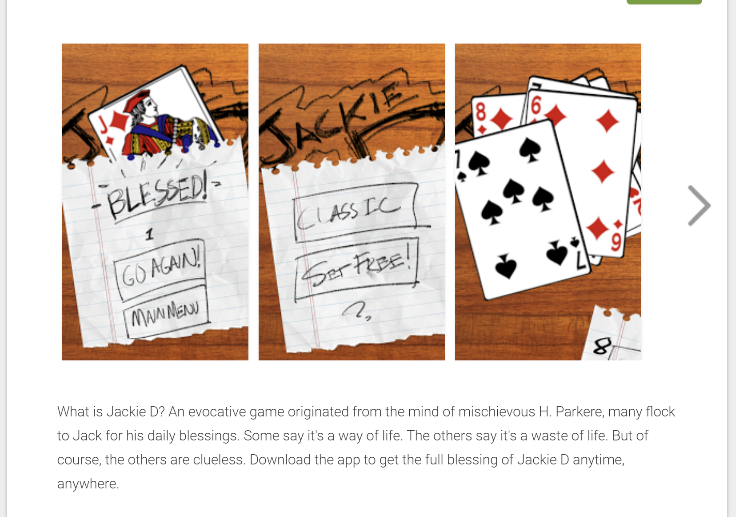 J
-BLESSED!-
1
GO AGAIN!
MAIN MENU
JACKIE
CLASSIC
SET FREE!
?
8
6
6
7
8
What is Jackie D? An evocative game originated from the mind of mischievous H. Parkere, many flock
to Jack for his daily blessings. Some say it's a way of life. The others say it's a waste of life. But of
course, the others are clueless. Download the app to get the full blessing of Jackie D anytime,
anywhere.